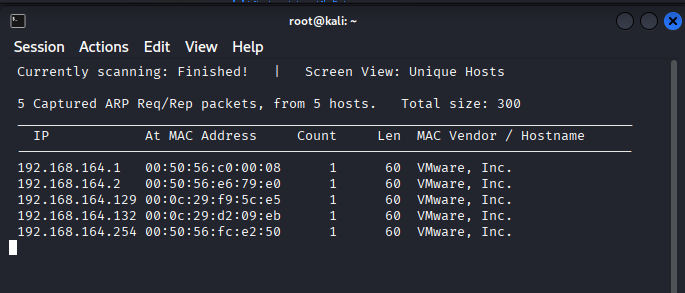 root@kali: ~
Session Actions Edit View Help
Currently scanning: Finished! | Screen View: Unique Hosts
5 Captured ARP Req/Rep packets, from 5 hosts. Total size: 300
IP At MAC Address Count Len MAC Vendor / Hostname
192.168.164.1 00:50:56:c0:00:08 1 60 VMware, Inc.
192.168.164.2 00:50:56:e6:79:e0 1 60 VMware, Inc.
192.168.164.129 00:0c:29:f9:5c:e5 1 60 VMware, Inc.
192.168.164.132 00:0c:29:d2:09:eb 1 60 VMware, Inc.
192.168.164.254 00:50:56:fc:e2:50 1 60 VMware, Inc.